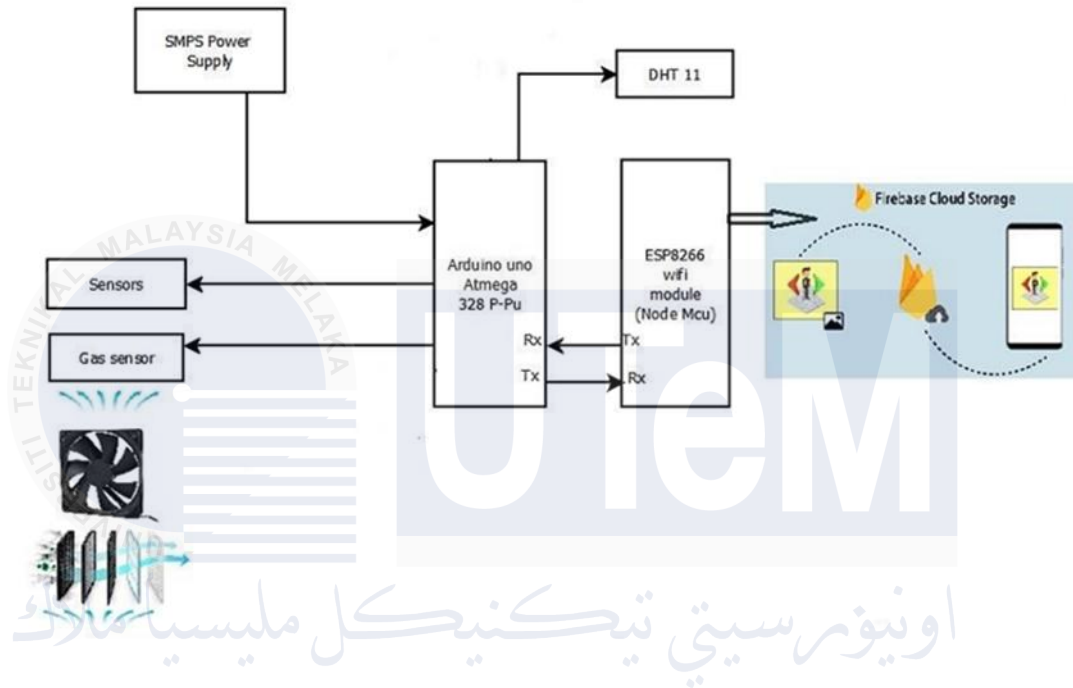 SMPS Power
Supply
DHT 11
Firebase Cloud Storage
Arduino uno
Atmega
328 P-Pu
ESP8266
wifi
module
(Node Mcu)
Sensors
Gas sensor
Rx
Tx
Tx
Rx
TEKNIKAL MALAYSIA MELAKA
UTeM
اونيۏرسيتي تيكنيكل مليسيا ملاك